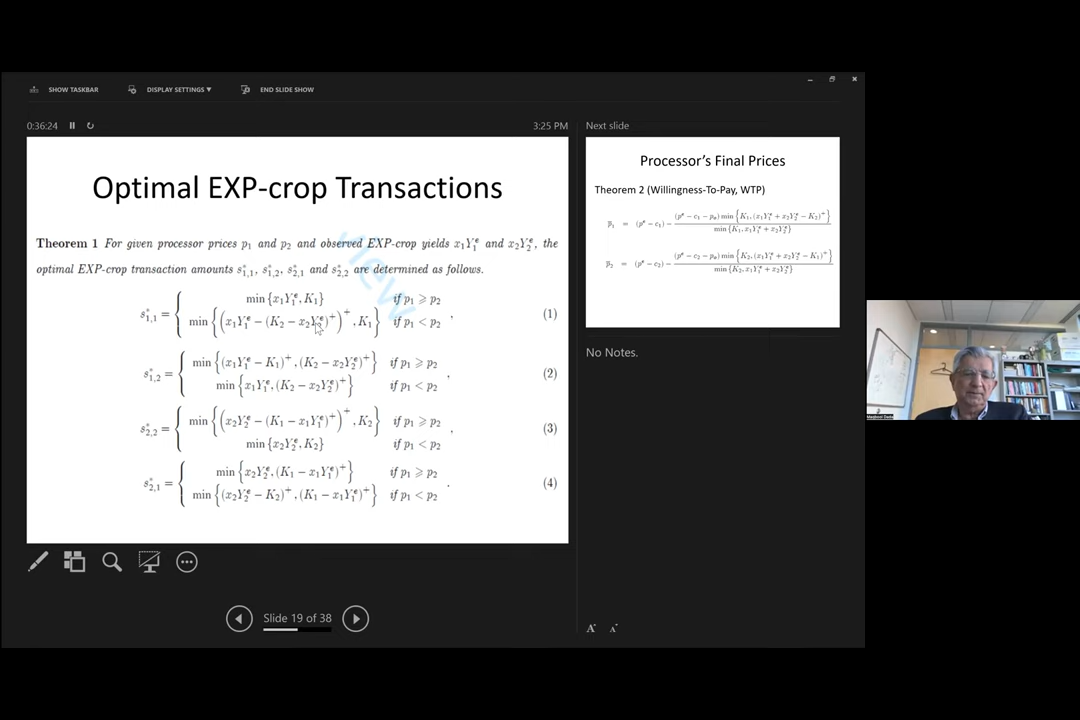 SHOW TASKBAR
DISPLAY SETTINGS ▼
END SLIDE SHOW
0:36:24
3:25 PM
Optimal EXP-crop Transactions
Theorem 1 For given processor prices p₁ and p₂ and observed EXP-crop yields x₁Y₁ᵉ and x₂Y₂ᵉ, the
optimal EXP-crop transaction amounts s*₁,₁, s*₁,₂, s*₂,₁ and s*₂,₂ are determined as follows.
s*₁,₁ = { min {x₁Y₁ᵉ, K₁} if p₁ ⩾ p₂
min {(x₁Y₁ᵉ − (K₂ − x₂Y₂ᵉ)⁺)⁺, K₁} if p₁ < p₂ , (1)
s*₁,₂ = { min {(x₁Y₁ᵉ − K₁)⁺, (K₂ − x₂Y₂ᵉ)⁺} if p₁ ⩾ p₂
min {x₁Y₁ᵉ, (K₂ − x₂Y₂ᵉ)⁺} if p₁ < p₂ , (2)
s*₂,₂ = { min {(x₂Y₂ᵉ − (K₁ − x₁Y₁ᵉ)⁺)⁺, K₂} if p₁ ⩾ p₂
min {x₂Y₂ᵉ, K₂} if p₁ < p₂ , (3)
s*₂,₁ = { min {x₂Y₂ᵉ, (K₁ − x₁Y₁ᵉ)⁺} if p₁ ⩾ p₂
min {(x₂Y₂ᵉ − K₂)⁺, (K₁ − x₁Y₁ᵉ)⁺} if p₁ < p₂ . (4)
view
Slide 19 of 38
Next slide
Processor's Final Prices
Theorem 2 (Willingness-To-Pay, WTP)
No Notes.
A
A